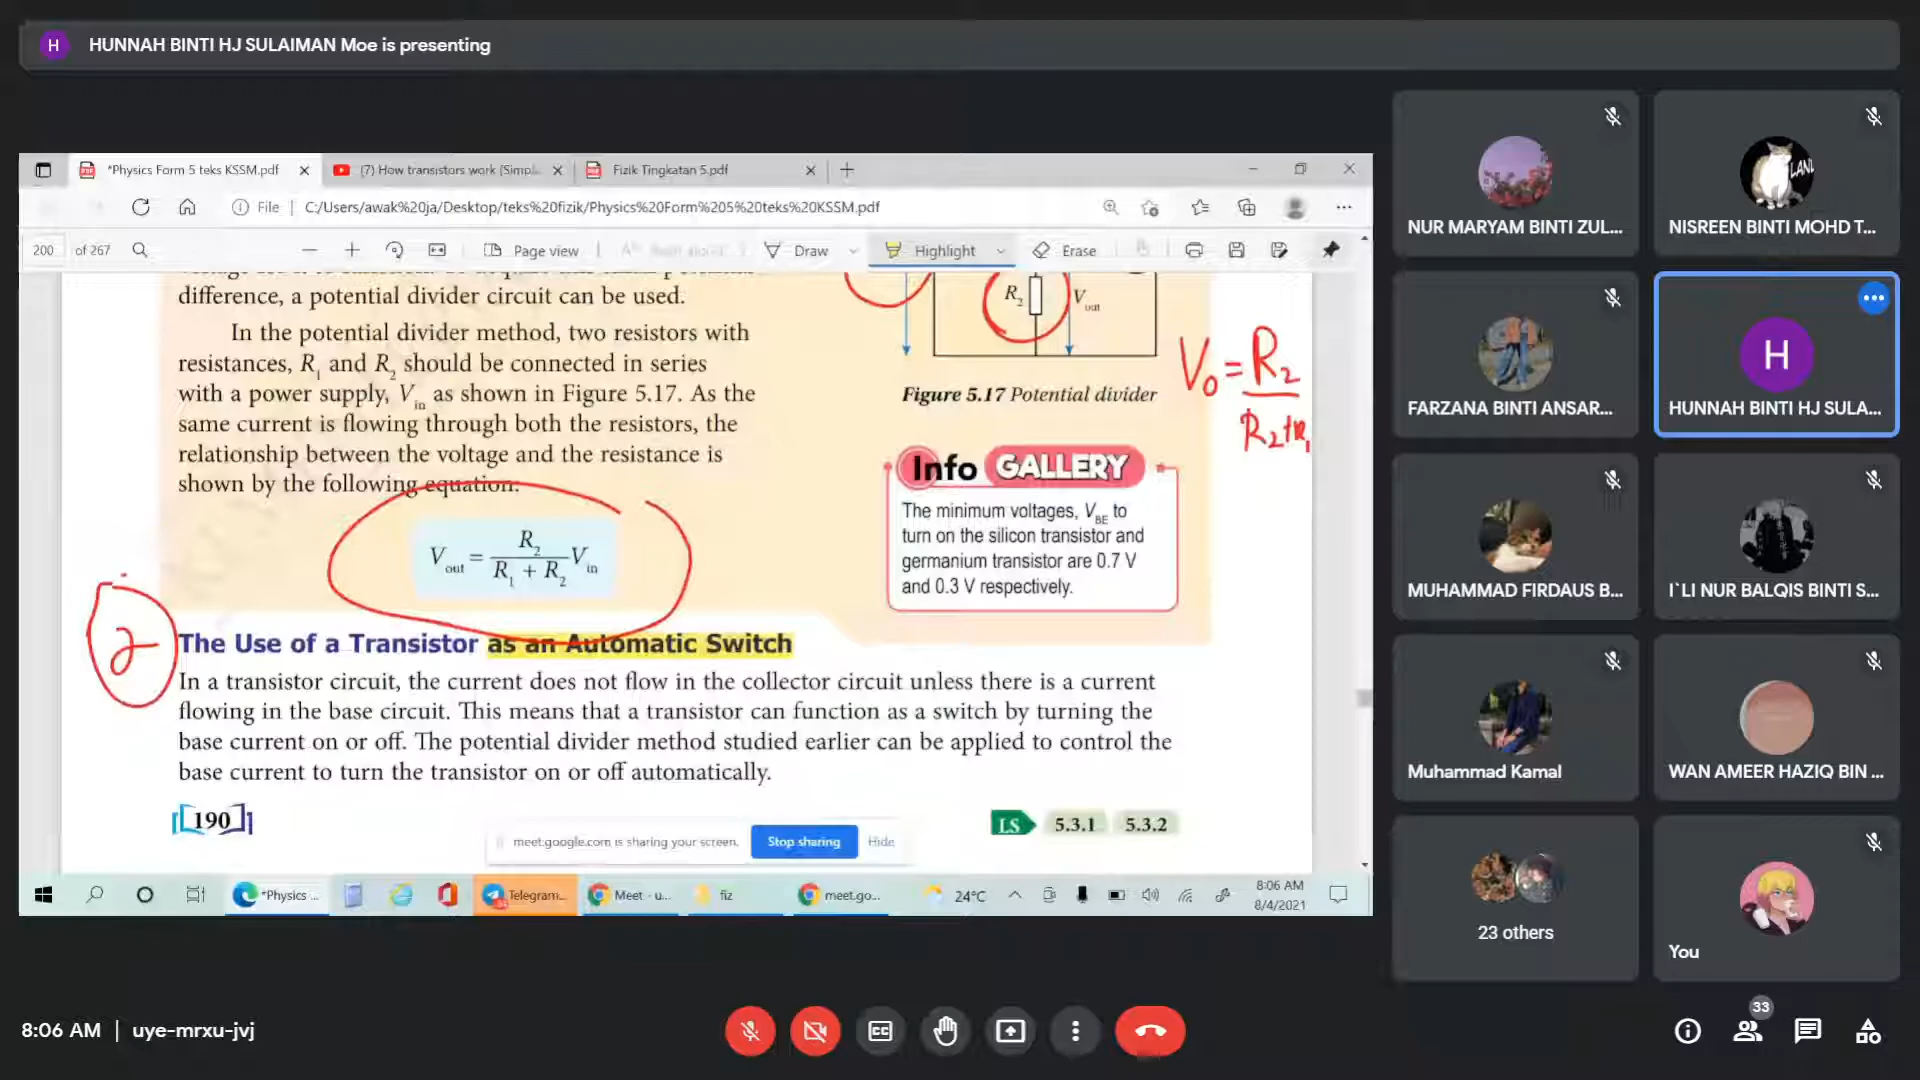 H HUNNAH BINTI HJ SULAIMAN Moe is presenting
*Physics Form 5 teks KSSM.pdf
(7) How transistors work (Simpl
Fizik Tingkatan 5.pdf
File | C:/Users/awak%20ja/Desktop/teks%20fizik/Physics%20Form%205%20teks%20KSSM.pdf
200 of 267
Page view
Draw
Highlight
Erase
difference, a potential divider circuit can be used.
In the potential divider method, two resistors with
resistances, R1 and R2 should be connected in series
with a power supply, Vin as shown in Figure 5.17. As the
same current is flowing through both the resistors, the
relationship between the voltage and the resistance is
shown by the following equation:
Vout = R2 / (R1 + R2) Vin
R2
Vout
Figure 5.17 Potential divider
Vo = R2
R2+R1
Info GALLERY
The minimum voltages, VBE to
turn on the silicon transistor and
germanium transistor are 0.7 V
and 0.3 V respectively.
2
The Use of a Transistor as an Automatic Switch
In a transistor circuit, the current does not flow in the collector circuit unless there is a current
flowing in the base circuit. This means that a transistor can function as a switch by turning the
base current on or off. The potential divider method studied earlier can be applied to control the
base current to turn the transistor on or off automatically.
190
LS 5.3.1 5.3.2
meet.google.com is sharing your screen.
Stop sharing
Hide
*Physics ...
Telegram...
Meet - u...
fiz
meet.go...
24°C
8:06 AM
8/4/2021
NUR MARYAM BINTI ZUL...
LANL
NISREEN BINTI MOHD T...
FARZANA BINTI ANSAR...
H
HUNNAH BINTI HJ SULA...
MUHAMMAD FIRDAUS B...
I`LI NUR BALQIS BINTI S...
Muhammad Kamal
WAN AMEER HAZIQ BIN ...
23 others
You
8:06 AM | uye-mrxu-jvj
CC
33